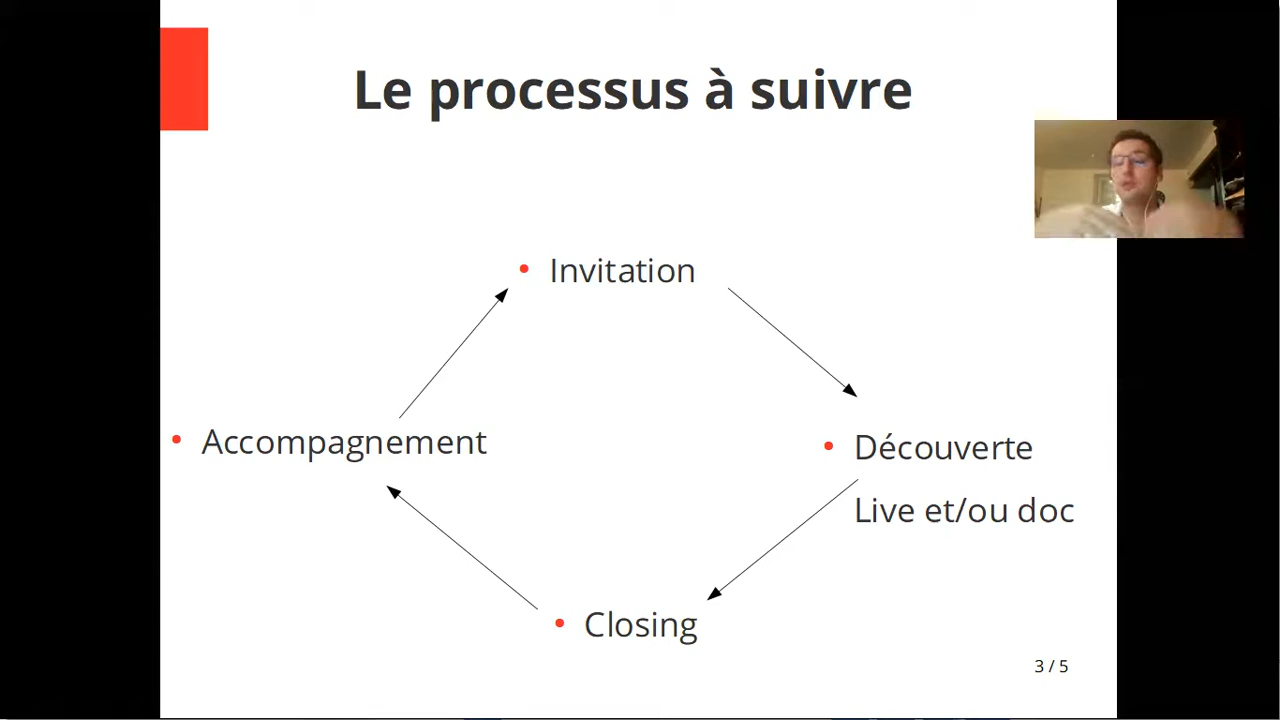 Le processus à suivre
Invitation
Accompagnement
Découverte
Live et/ou doc
Closing
3 / 5